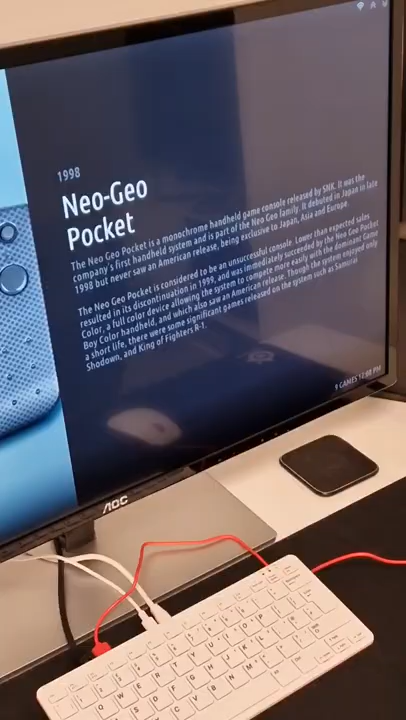 1998
Neo-Geo
Pocket
The Neo Geo Pocket is a monochrome handheld game console released by SNK. It was the
company's first handheld system and is part of the Neo Geo family. It debuted in Japan in late
1998 but never saw an American release, being exclusive to Japan, Asia and Europe.
The Neo Geo Pocket is considered to be an unsuccessful console. Lower than expected sales
resulted in its discontinuation in 1999, and was immediately succeeded by the Neo Geo Pocket
Color, a full color device allowing the system to compete more easily with the dominant Game
Boy Color handheld, and which also saw an American release. Though the system enjoyed only
a short life, there were some significant games released on the system such as Samurai
Shodown, and King of Fighters R-1.
9 GAMES 12:00 PM
AOC
Q W E R T Y U I O P
A S D F G H J K L
Z X C V B N M